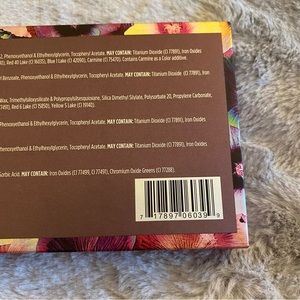 2, Phenoxyethanol & Ethylhexylglycerin, Tocopheryl Acetate. MAY CONTAIN: Titanium Dioxide (CI 77891), Iron Oxides
Red 40 Lake (CI 16035), Blue 1 Lake (CI 42090), Carmine (CI 75470). Contains Carmine as a Color additive.
Benzoate, Phenoxyethanol & Ethylhexylglycerin, Tocopheryl Acetate. MAY CONTAIN: Titanium Dioxide (CI 77891), Iron
Wax, Trimethylsiloxysilicate & Polypropylsilsesquioxane, Silica Dimethyl Silylate, Polysorbate 20, Propylene Carbonate,
Red 6 Lake (CI 15850), Yellow 5 Lake (CI 19140).
Phenoxyethanol & Ethylhexylglycerin, Tocopheryl Acetate. MAY CONTAIN: Titanium Dioxide (CI 77891), Iron Oxides
Phenoxyethanol & Ethylhexylglycerin, Tocopheryl Acetate. MAY CONTAIN: Titanium Dioxide (CI 77891), Iron Oxides
Sorbic Acid. MAY CONTAIN: Iron Oxides (CI 77499, CI 77491), Chromium Oxide Greens (CI 77288).
7 17897 06039 9